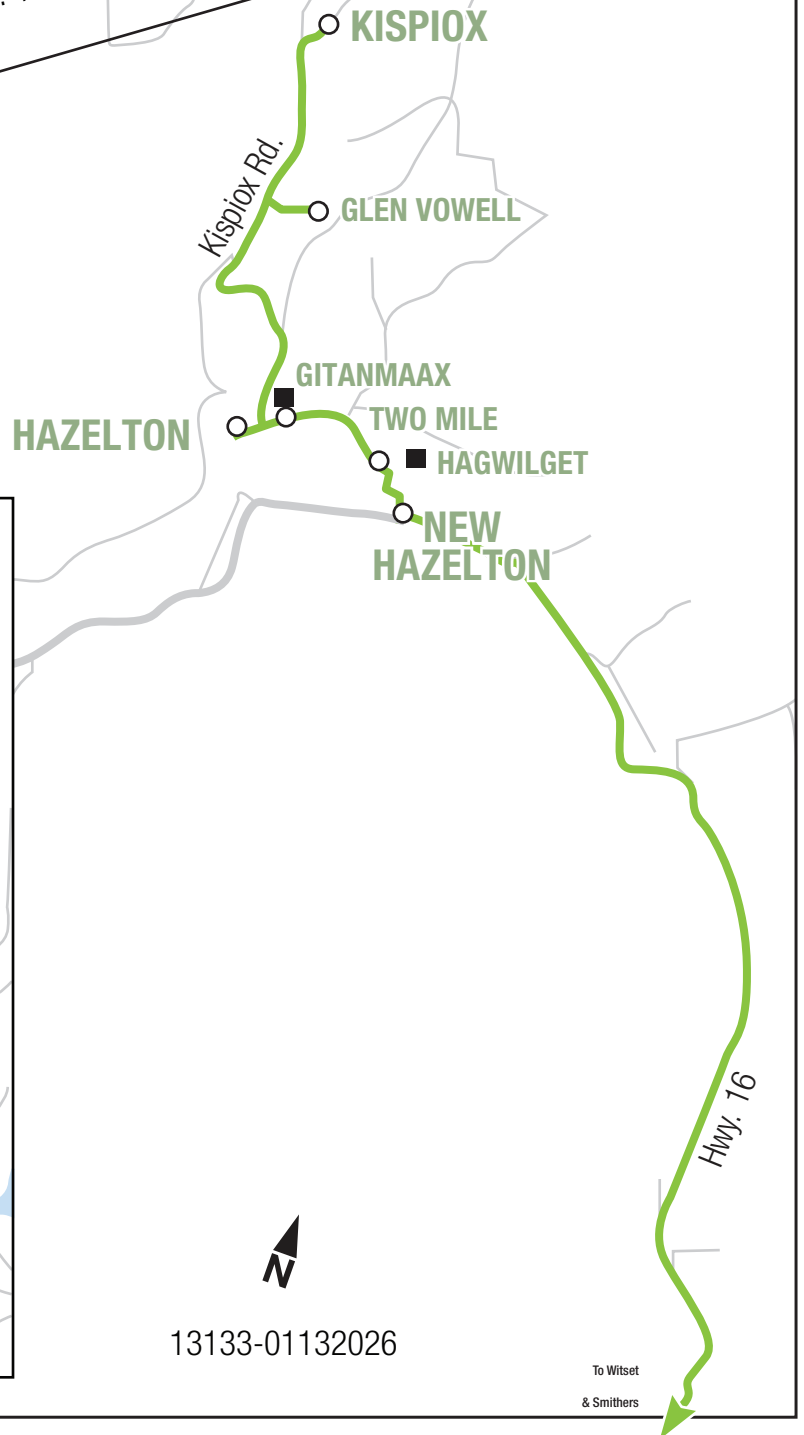 KISPIOX
Kispiox Rd.
GLEN VOWELL
GITANMAAX
HAZELTON
TWO MILE
HAGWILGET
NEW
HAZELTON
Hwy. 16
N
13133-01132026
To Witset
& Smithers